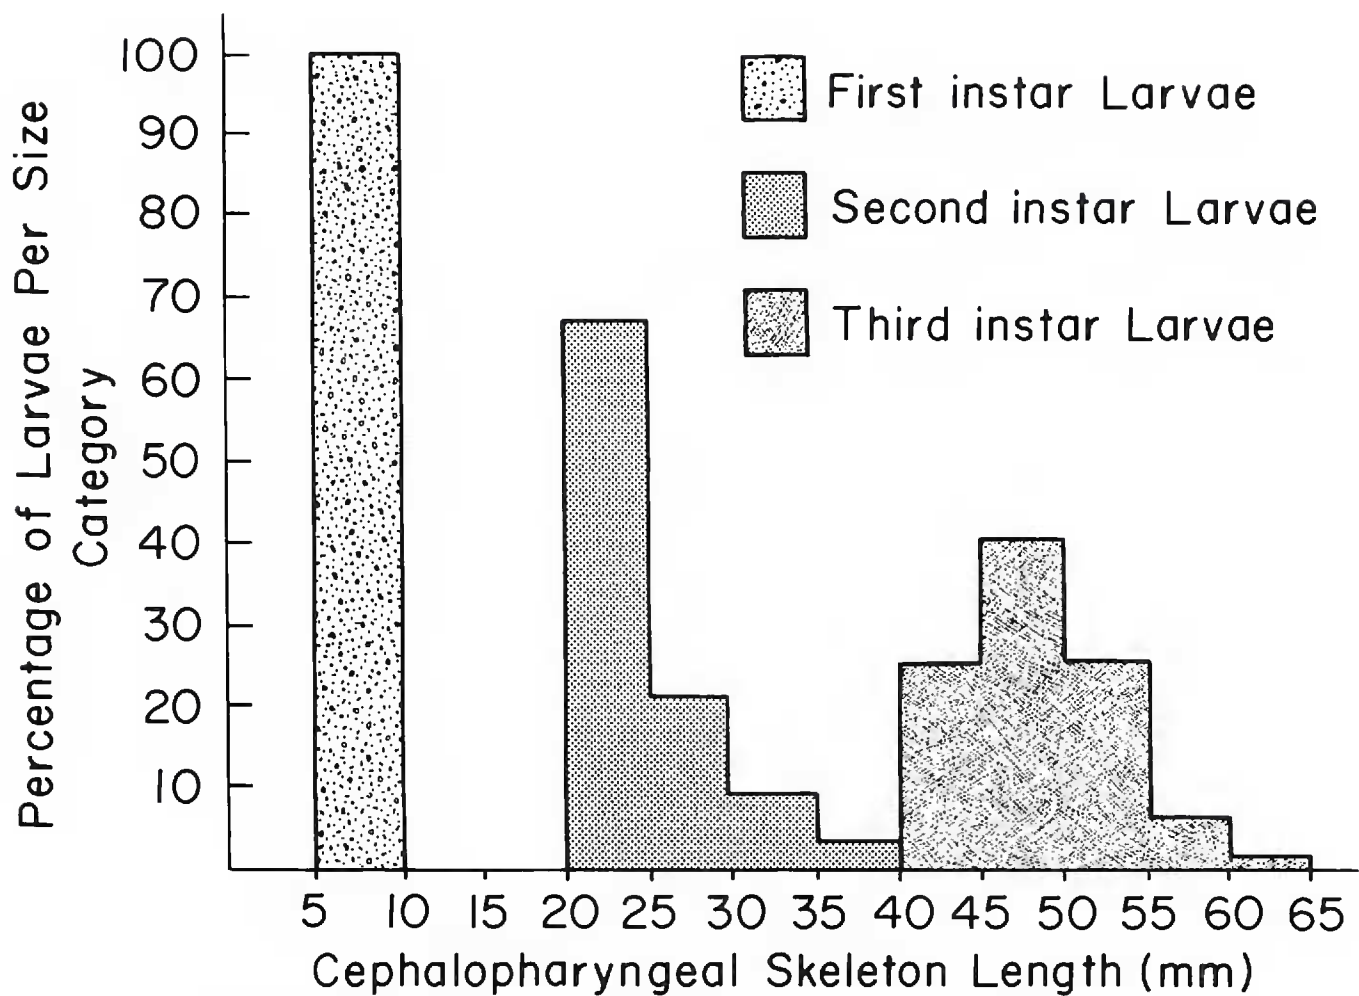 Percentage of Larvae Per Size
Category
100
90
80
70
60
50
40
30
20
10
First instar Larvae
Second instar Larvae
Third instar Larvae
5 10 15 20 25 30 35 40 45 50 55 60 65
Cephalopharyngeal Skeleton Length (mm)